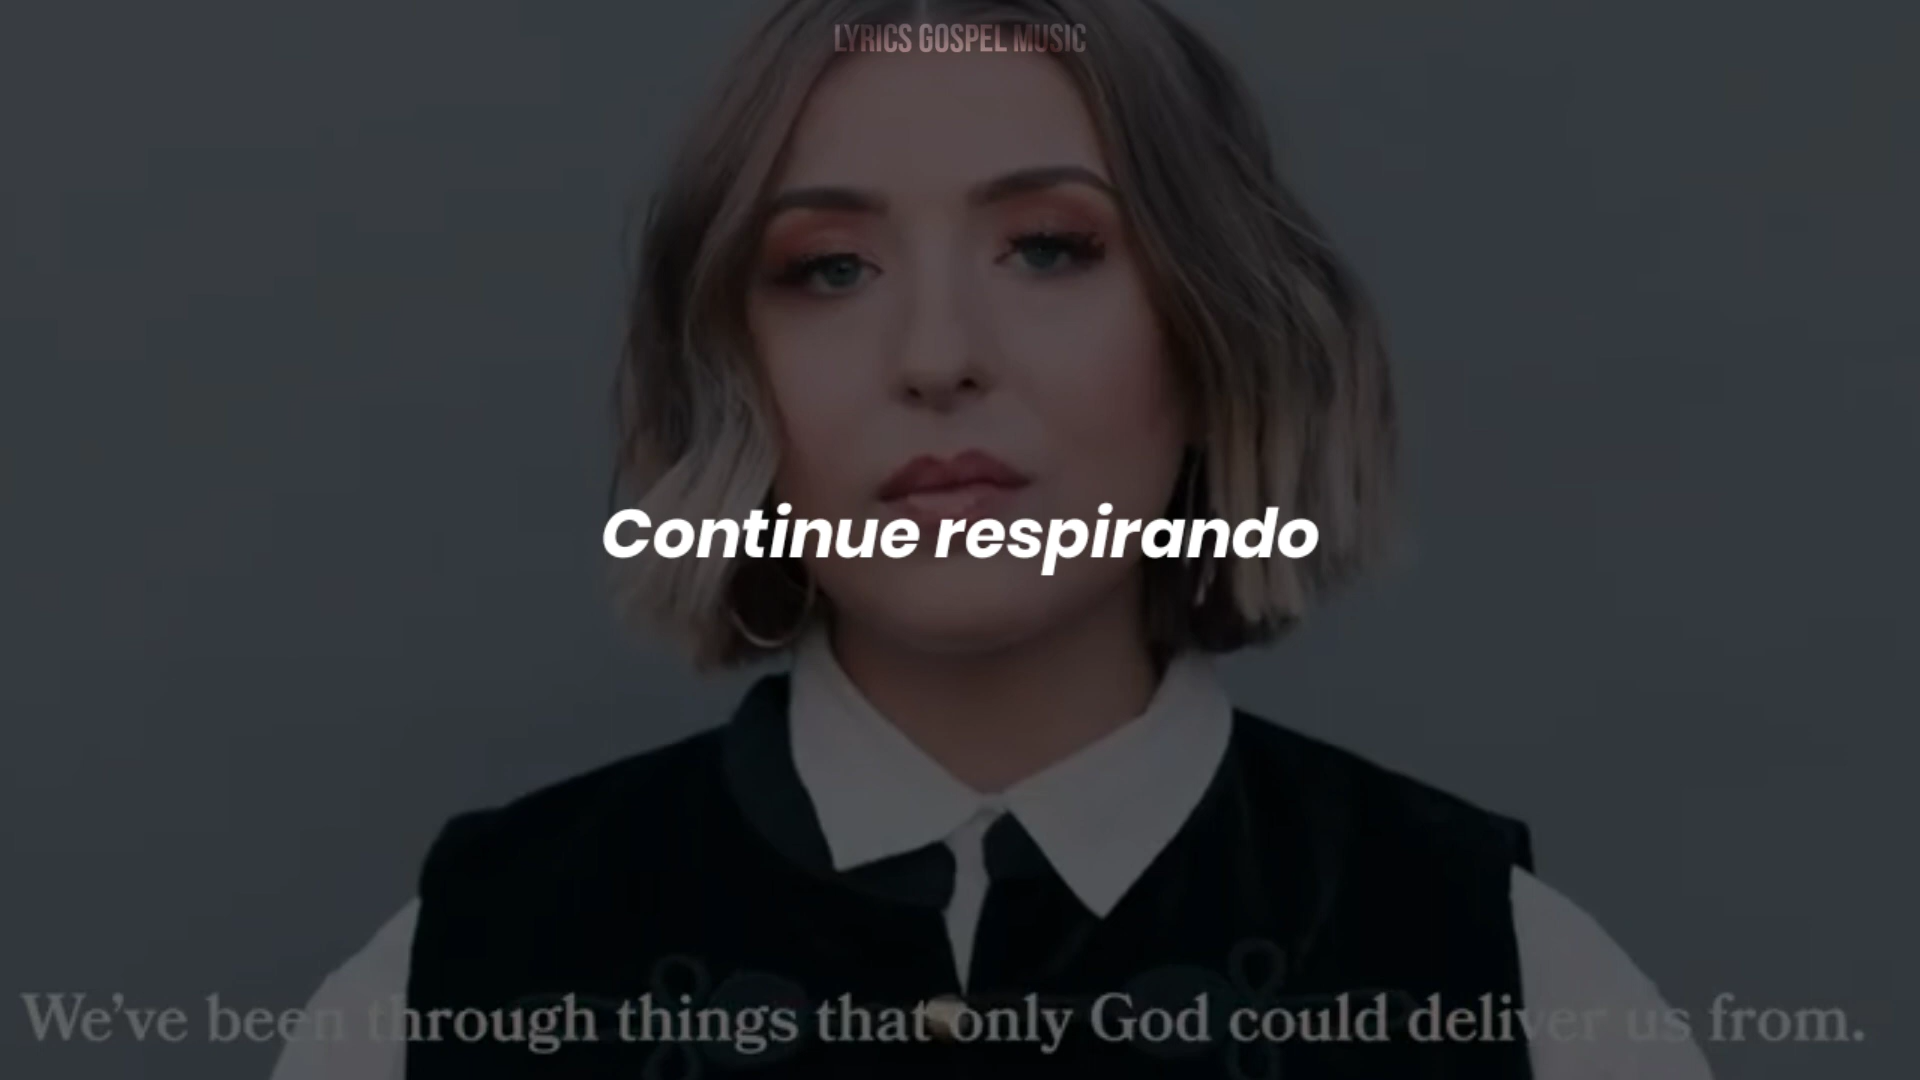 LYRICS GOSPEL MUSIC
Continue respirando
We've been through things that only God could deliver us from.